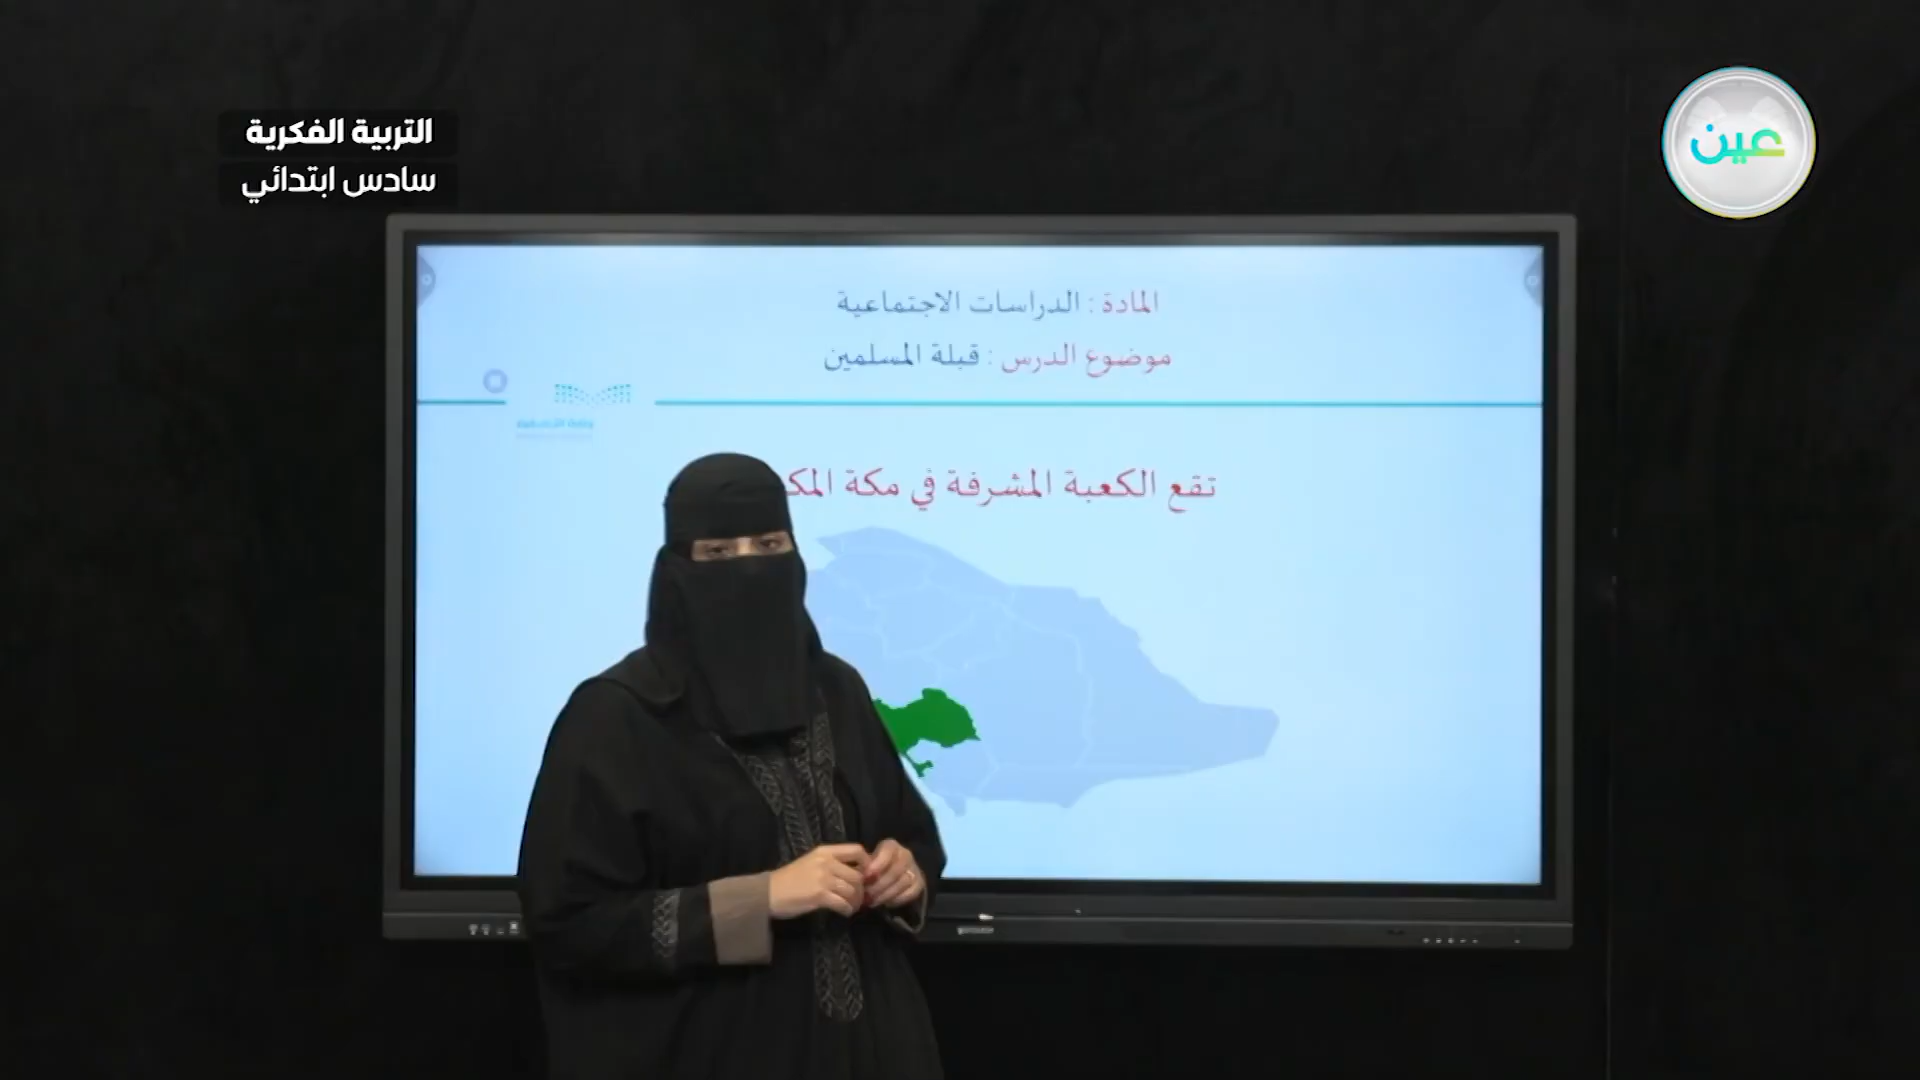 التربية الفكرية
سادس ابتدائي
عين
المادة : الدراسات الاجتماعية
موضوع الدرس : قبلة المسلمين
تقع الكعبة المشرفة في مكة